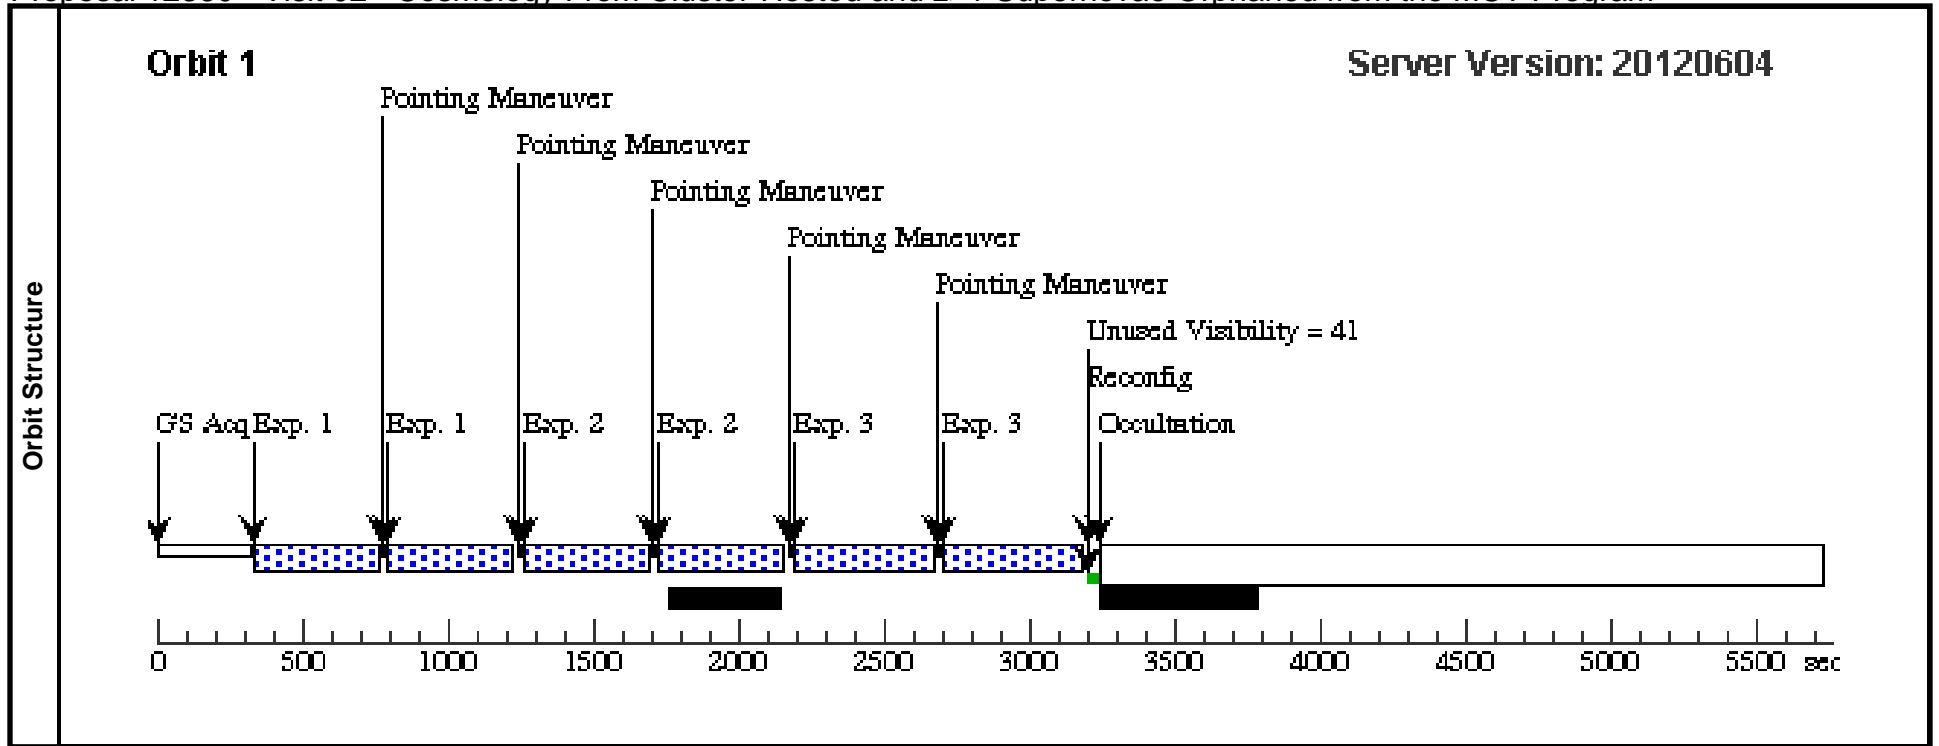 Orbit Structure
Orbit 1
Server Version: 20120604
Pointing Maneuver
Pointing Maneuver
Pointing Maneuver
Pointing Maneuver
Pointing Maneuver
Unused Visibility = 41
Reconfig
GS Acq Exp. 1 Exp. 1 Exp. 2 Exp. 2 Exp. 3 Exp. 3 Occultation
0 500 1000 1500 2000 2500 3000 3500 4000 4500 5000 5500 sec